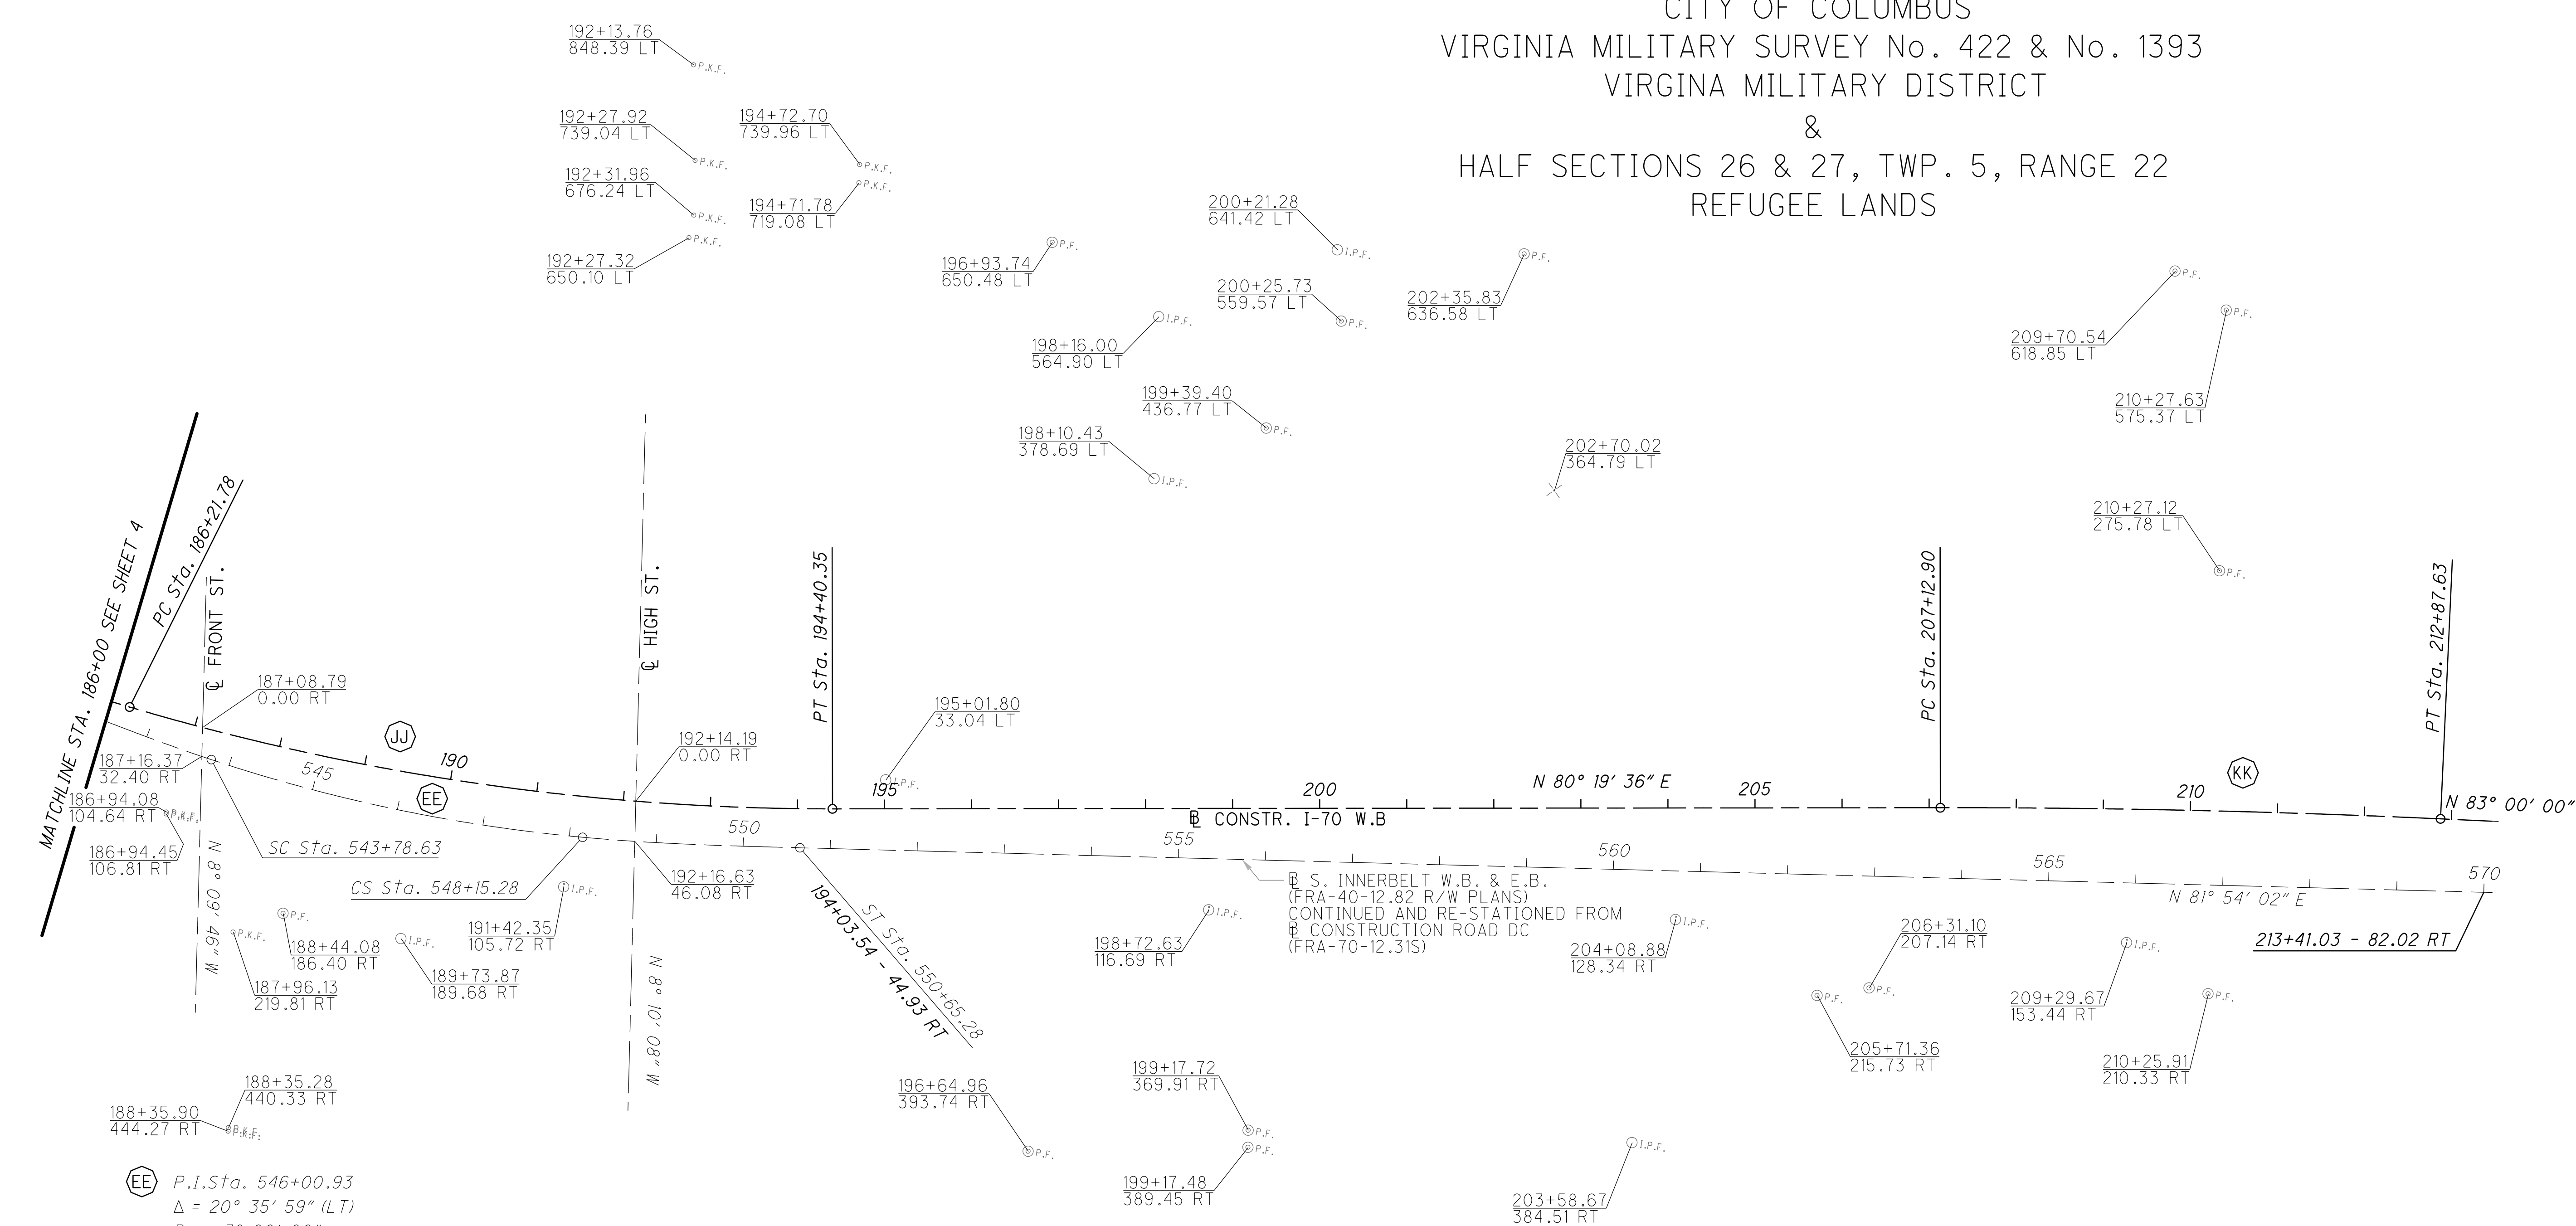 CITY OF COLUMBUS
VIRGINIA MILITARY SURVEY No. 422 & No. 1393
VIRGINA MILITARY DISTRICT
&
HALF SECTIONS 26 & 27, TWP. 5, RANGE 22
REFUGEE LANDS
192+13.76
848.39 LT
P.K.F.
192+27.92
739.04 LT
P.K.F.
194+72.70
739.96 LT
P.K.F.
192+31.96
676.24 LT
P.K.F.
194+71.78
719.08 LT
P.K.F.
192+27.32
650.10 LT
P.K.F.
196+93.74
650.48 LT
P.F.
200+21.28
641.42 LT
I.P.F.
200+25.73
559.57 LT
P.F.
202+35.83
636.58 LT
P.F.
198+16.00
564.90 LT
I.P.F.
199+39.40
436.77 LT
P.F.
198+10.43
378.69 LT
I.P.F.
202+70.02
364.79 LT
209+70.54
618.85 LT
P.F.
210+27.63
575.37 LT
P.F.
210+27.12
275.78 LT
P.F.
MATCHLINE STA. 186+00 SEE SHEET 4
PC Sta. 186+21.78
℄ FRONT ST.
℄ HIGH ST.
PT Sta. 194+40.35
PC Sta. 207+12.90
PT Sta. 212+87.63
187+08.79
0.00 RT
192+14.19
0.00 RT
195+01.80
33.04 LT
I.P.F.
JJ
EE
KK
190
195
200
205
210
N 80° 19' 36" E
N 83° 00' 00"
℄ CONSTR. I-70 W.B
545
550
555
560
565
570
187+16.37
32.40 RT
186+94.08
104.64 RT
P.K.F.
186+94.45
106.81 RT
SC Sta. 543+78.63
CS Sta. 548+15.28
192+16.63
46.08 RT
N 8° 09' 46" W
N 8° 10' 08" W
ST Sta. 550+65.28
194+03.54 - 44.93 RT
℄ S. INNERBELT W.B. & E.B.
(FRA-40-12.82 R/W PLANS)
CONTINUED AND RE-STATIONED FROM
℄ CONSTRUCTION ROAD DC
(FRA-70-12.31S)
N 81° 54' 02" E
213+41.03 - 82.02 RT
P.K.F.
187+96.13
219.81 RT
P.F.
188+44.08
186.40 RT
I.P.F.
189+73.87
189.68 RT
191+42.35
105.72 RT
I.P.F.
198+72.63
116.69 RT
I.P.F.
204+08.88
128.34 RT
I.P.F.
206+31.10
207.14 RT
P.F.
205+71.36
215.73 RT
P.F.
209+29.67
153.44 RT
I.P.F.
210+25.91
210.33 RT
P.F.
188+35.28
440.33 RT
188+35.90
444.27 RT
P.K.F.
196+64.96
393.74 RT
P.F.
199+17.72
369.91 RT
P.F.
199+17.48
389.45 RT
P.F.
203+58.67
384.51 RT
I.P.F.
EE P.I.Sta. 546+00.93
Δ = 20° 35' 59" (LT)